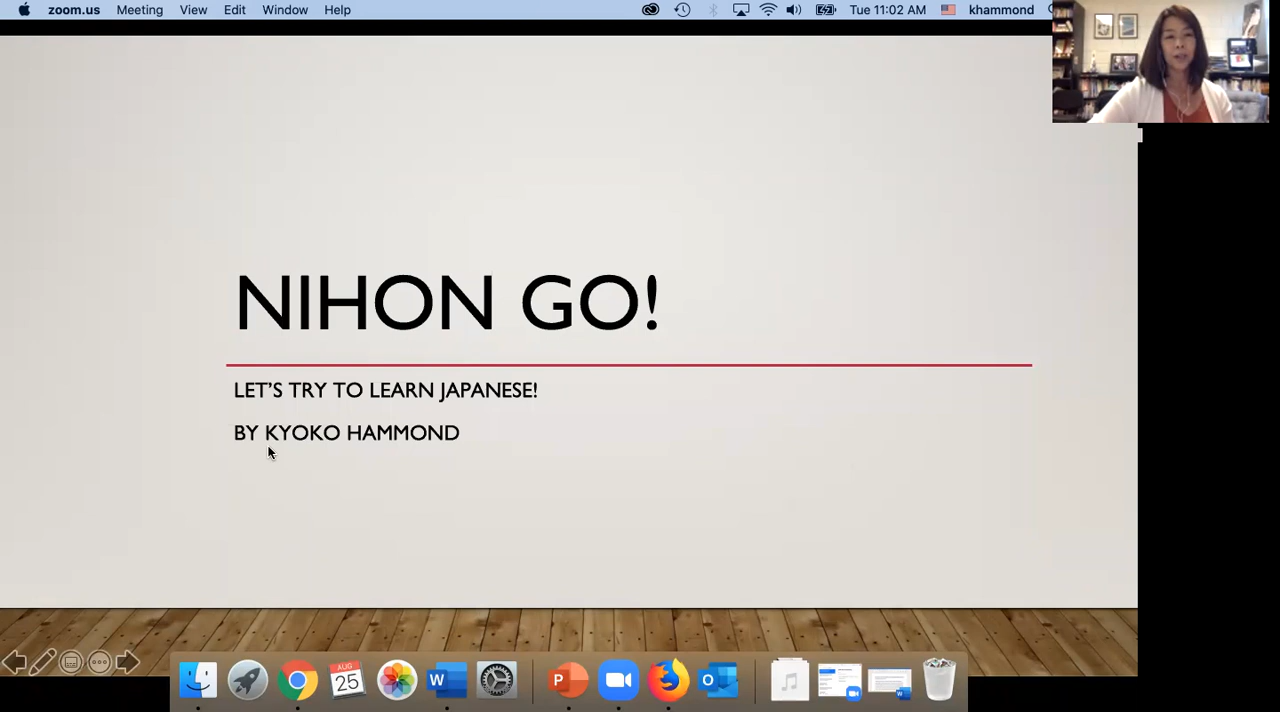 zoom.us Meeting View Edit Window Help Tue 11:02 AM khammond
NIHON GO!
LET'S TRY TO LEARN JAPANESE!
BY KYOKO HAMMOND
AUG
25
W
P
O
W